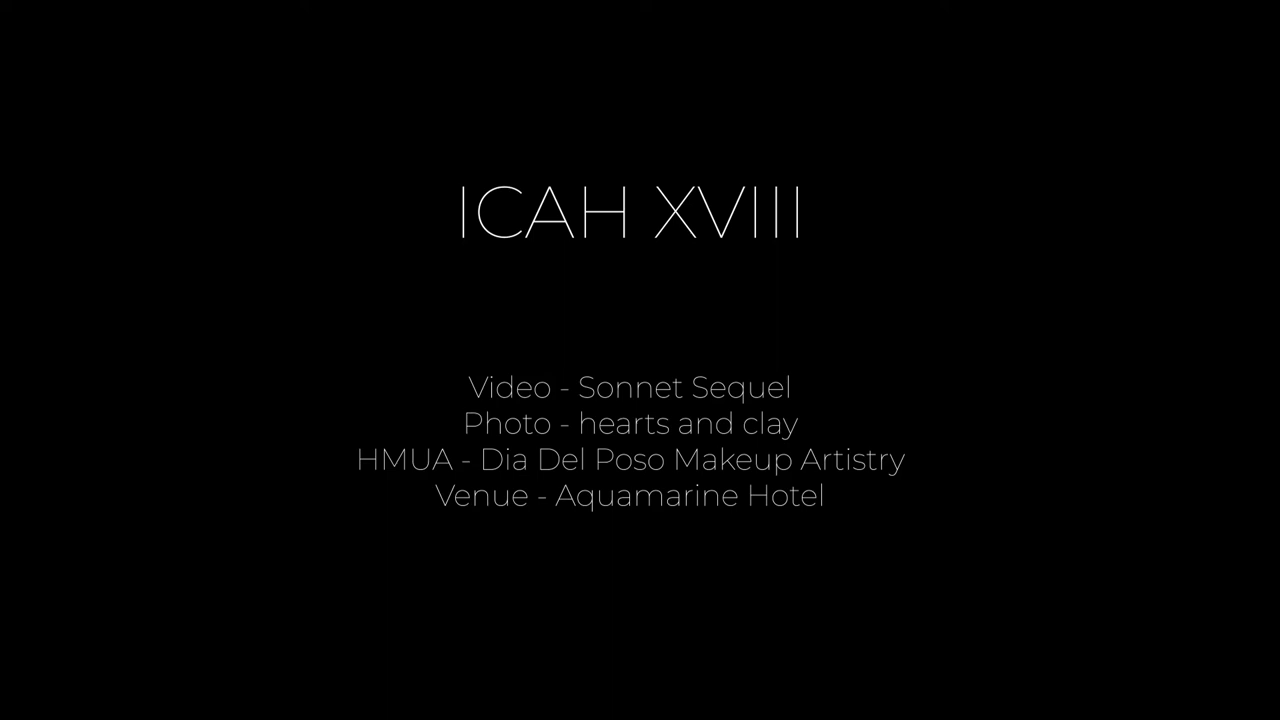 ICAH XVIII
Video - Sonnet Sequel
Photo - hearts and clay
HMUA - Dia Del Poso Makeup Artistry
Venue - Aquamarine Hotel